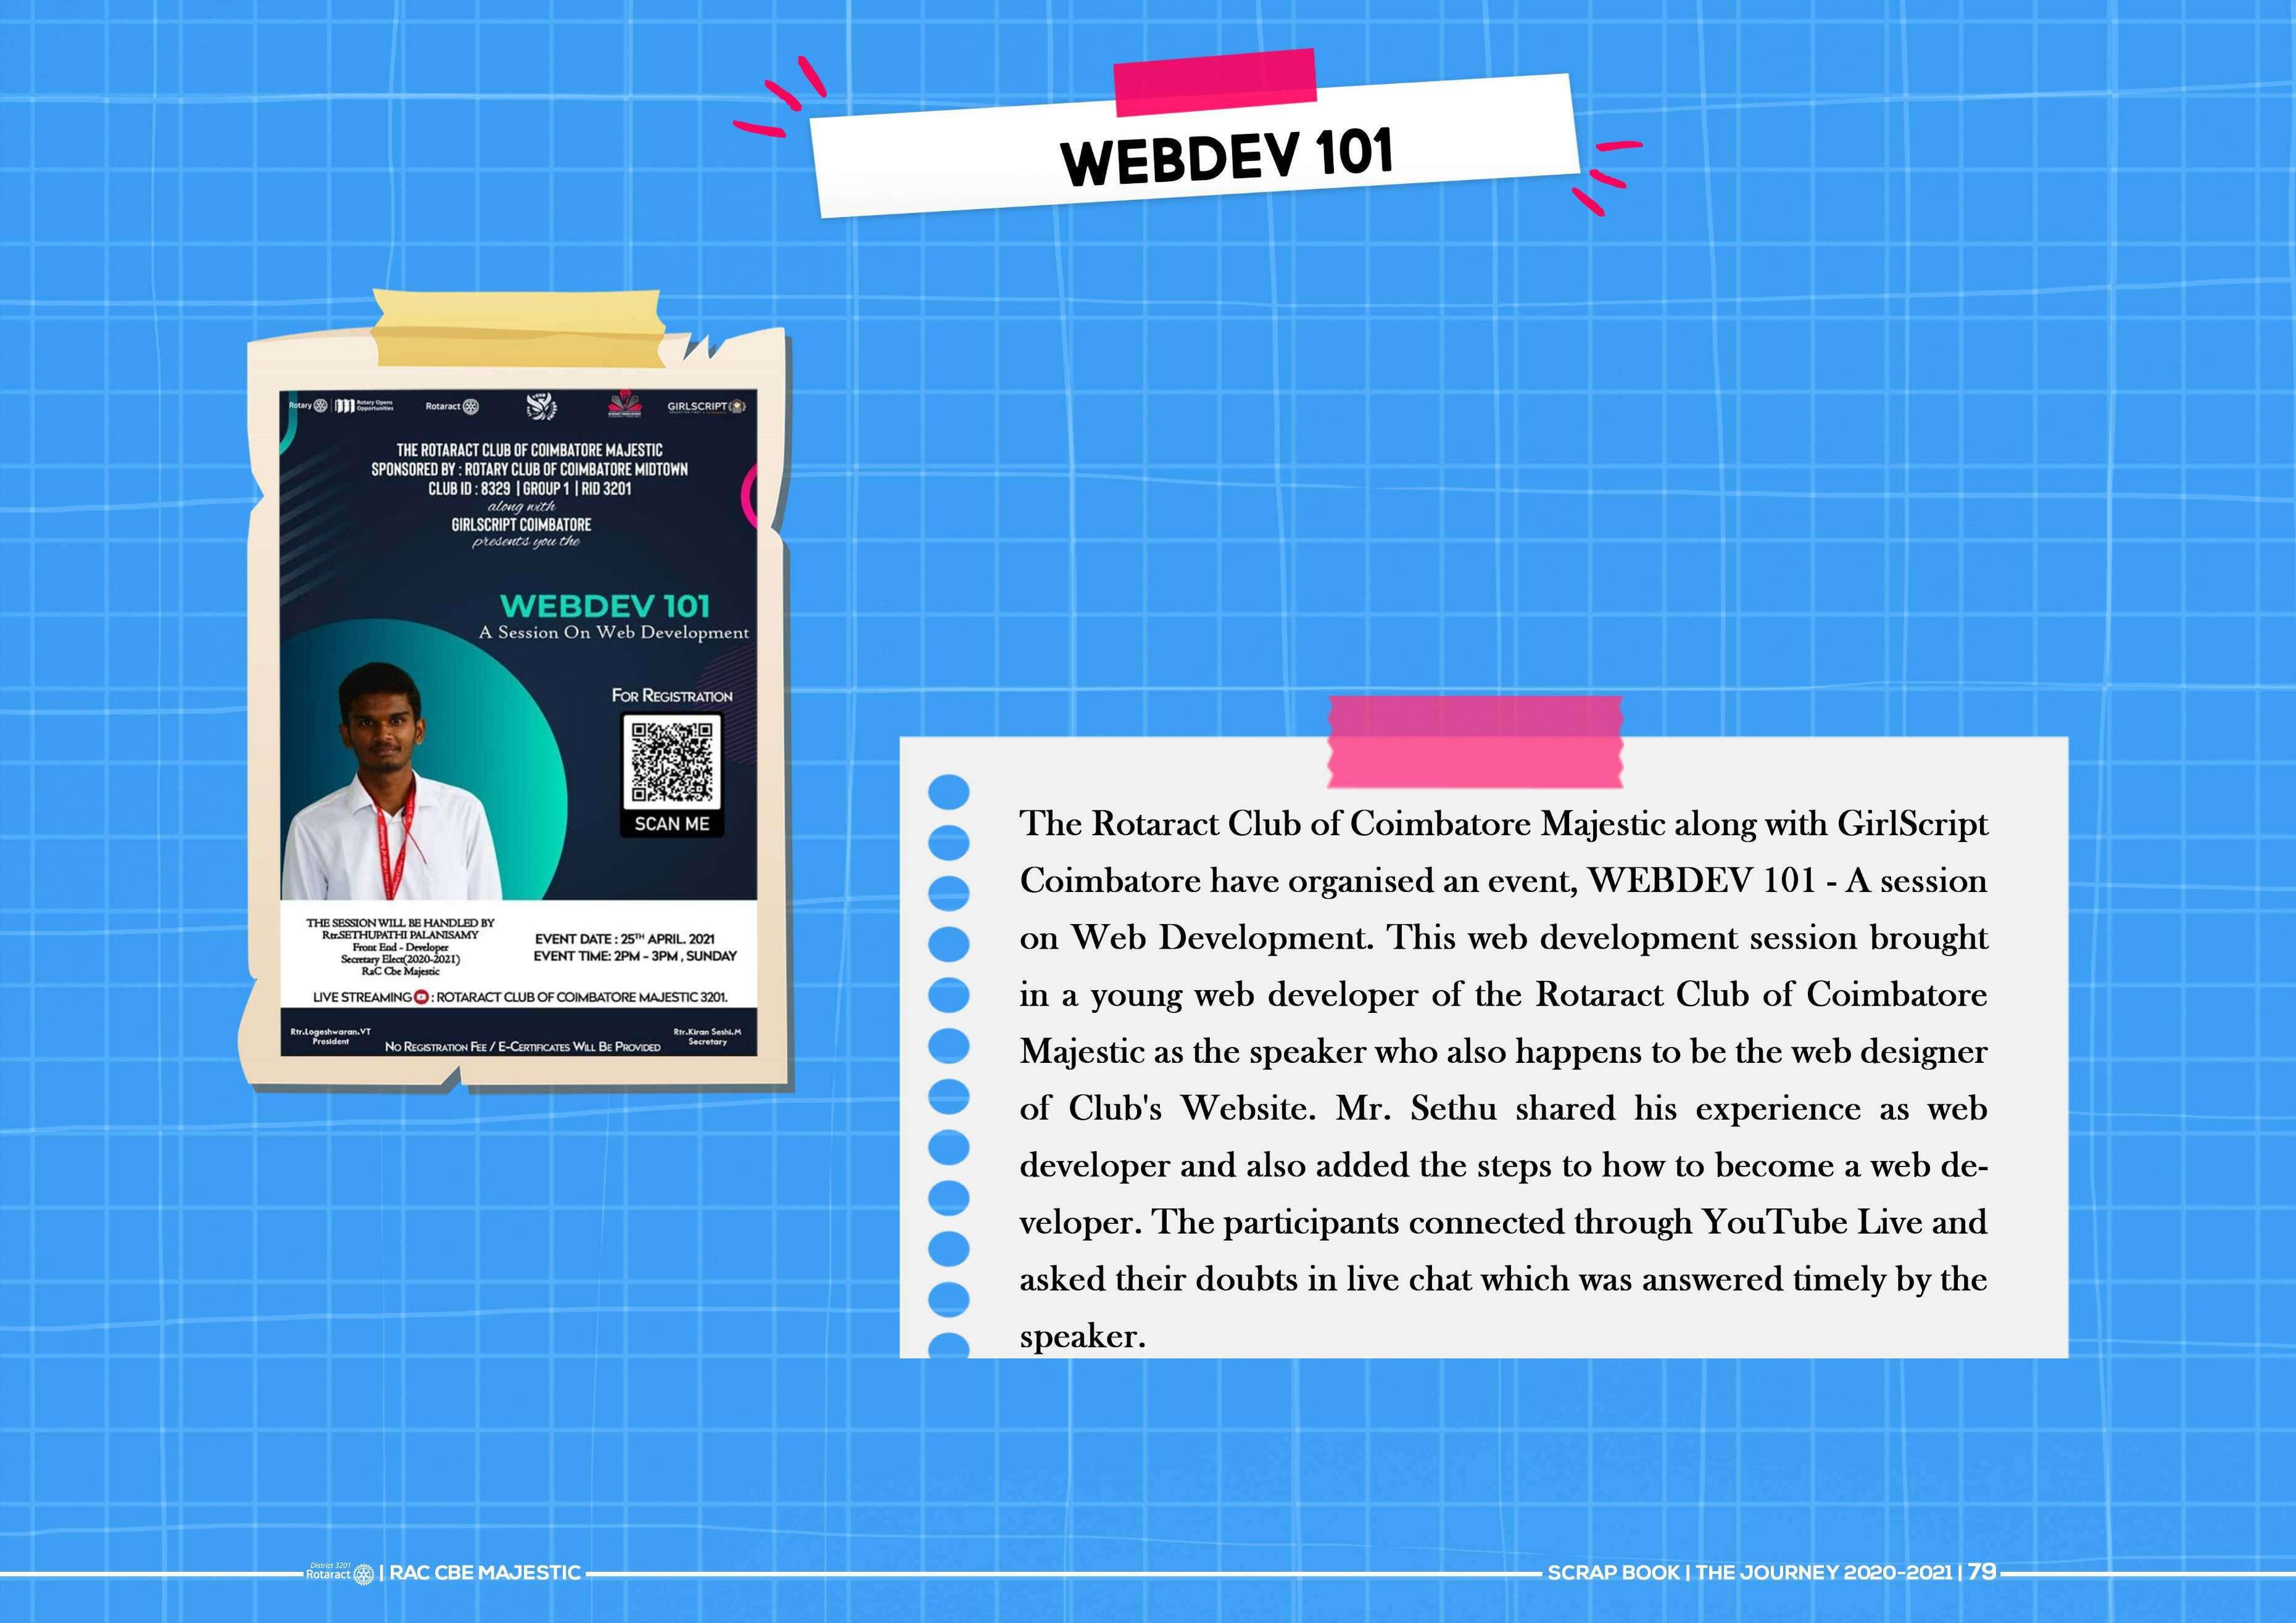 WEBDEV 101
Rotary
Rotary Opens
Opportunities
Rotaract
GIRLSCRIPT
THE ROTARACT CLUB OF COIMBATORE MAJESTIC
SPONSORED BY : ROTARY CLUB OF COIMBATORE MIDTOWN
CLUB ID : 8329 | GROUP 1 | RID 3201
along with
GIRLSCRIPT COIMBATORE
presents you the
WEBDEV 101
A Session On Web Development
FOR REGISTRATION
SCAN ME
THE SESSION WILL BE HANDLED BY
Rtr.SETHUPATHI PALANISAMY
Front End - Developer
Secretary Elect(2020-2021)
RaC Cbe Majestic
EVENT DATE : 25TH APRIL. 2021
EVENT TIME: 2PM - 3PM , SUNDAY
LIVE STREAMING : ROTARACT CLUB OF COIMBATORE MAJESTIC 3201.
Rtr.Logeshwaran.VT
President
NO REGISTRATION FEE / E-CERTIFICATES WILL BE PROVIDED
Rtr.Kiran Seshi.M
Secretary
The Rotaract Club of Coimbatore Majestic along with GirlScript
Coimbatore have organised an event, WEBDEV 101 - A session
on Web Development. This web development session brought
in a young web developer of the Rotaract Club of Coimbatore
Majestic as the speaker who also happens to be the web designer
of Club's Website. Mr. Sethu shared his experience as web
developer and also added the steps to how to become a web de-
veloper. The participants connected through YouTube Live and
asked their doubts in live chat which was answered timely by the
speaker.
District 3201
Rotaract | RAC CBE MAJESTIC
SCRAP BOOK | THE JOURNEY 2020-2021 | 79